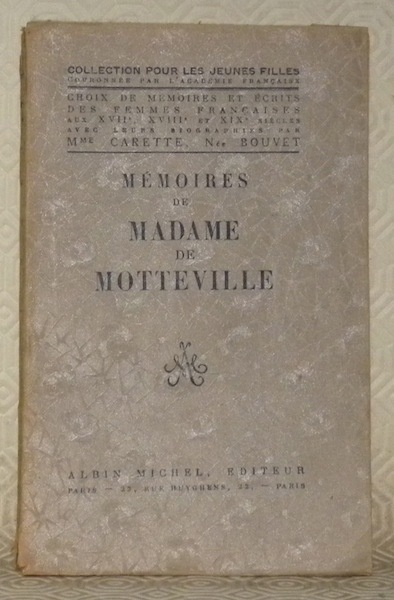 COLLECTION POUR LES JEUNES FILLES
COURONNÉE PAR L'ACADÉMIE FRANÇAISE
CHOIX DE MÉMOIRES ET ÉCRITS
DES FEMMES FRANÇAISES
AUX XVIIe, XVIIIe ET XIXe SIÈCLES
AVEC LEURS BIOGRAPHIES PAR
MME CARETTE, NÉE BOUVET
MÉMOIRES
DE
MADAME
DE
MOTTEVILLE
AM
ALBIN MICHEL, EDITEUR
PARIS — 22, RUE HUYGHENS, 22. — PARIS